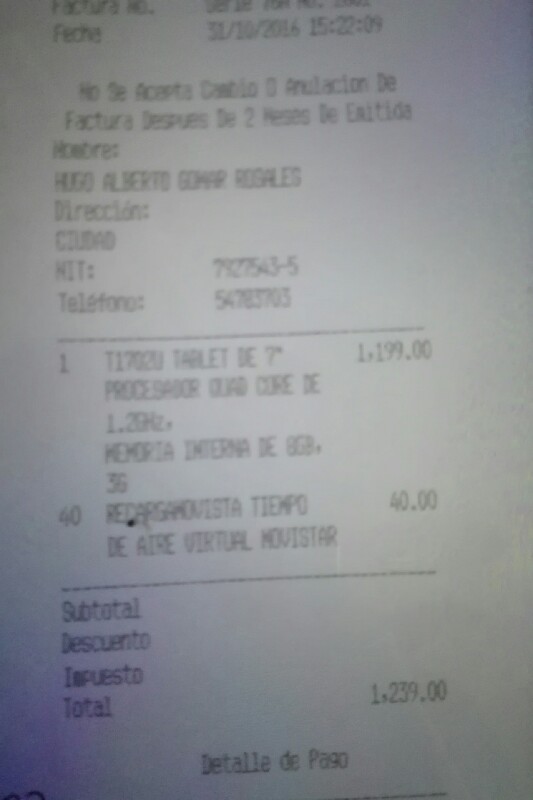 Factura No. Serie No.
Fecha 31/10/2016 15:22:09
No Se Acepta Cambio O Anulacion De
Factura Despues De 2 Meses De Emitida
Nombre:
HUGO ALBERTO GOMAR ROSALES
Dirección:
CIUDAD
NIT: 7927543-5
Teléfono: 54783703
1 T1702U TABLET DE 7" 1,199.00
PROCESADOR QUAD CORE DE
1.2GHz,
MEMORIA INTERNA DE 8GB,
3G
40 RECARGAMOVISTA TIEMPO 40.00
DE AIRE VIRTUAL MOVISTAR
Subtotal
Descuento
Impuesto
Total 1,239.00
Detalle de Pago